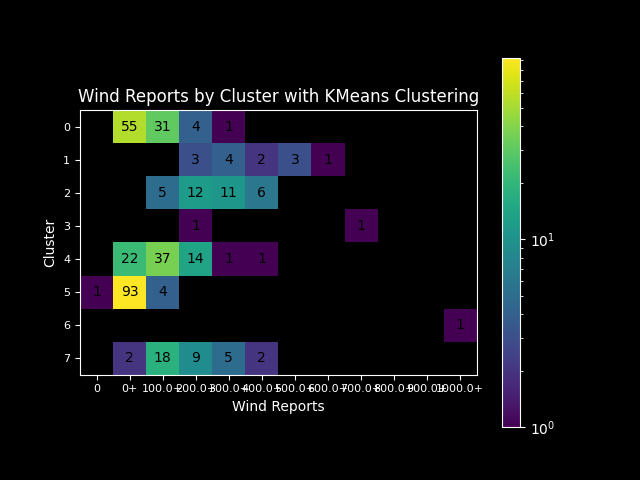 Wind Reports by Cluster with KMeans Clustering
0 55 31 4 1
1 3 4 2 3 1
2 5 12 11 6
3 1 1
4 22 37 14 1 1
5 1 93 4
6 1
7 2 18 9 5 2
0 0+ 100.0+ 200.0+ 300.0+ 400.0+ 500.0+ 600.0+ 700.0+ 800.0+ 900.0+ 1000.0+
Wind Reports
Cluster
10¹
10⁰